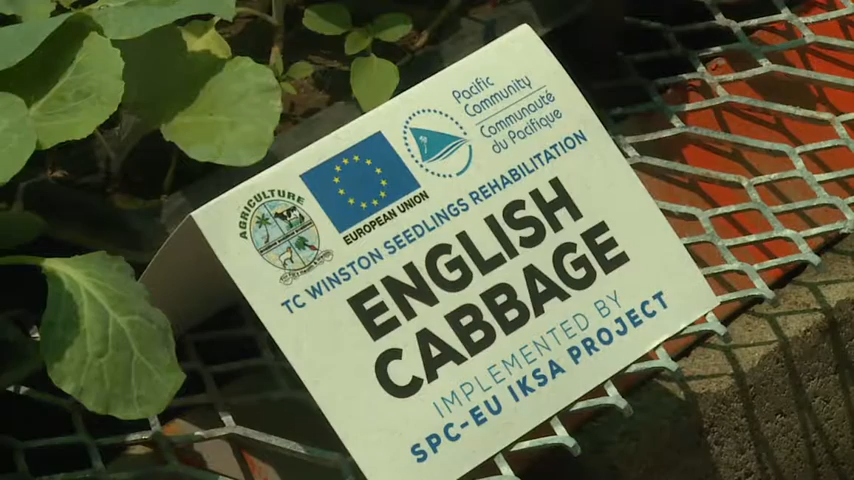 Pacific
Community
Communauté
du Pacifique
AGRICULTURE
EUROPEAN UNION
TC WINSTON SEEDLINGS REHABILITATION
ENGLISH
CABBAGE
IMPLEMENTED BY
SPC-EU IKSA PROJECT